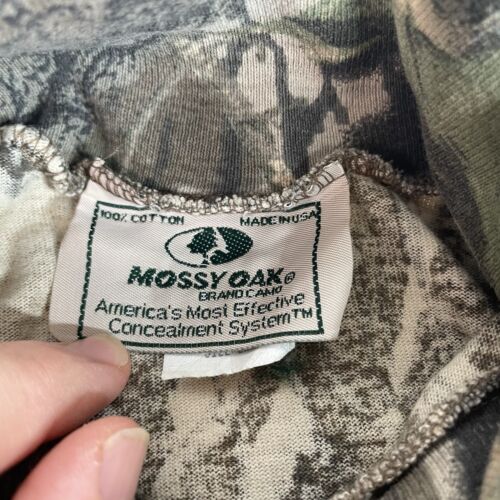 100% COTTON MADE IN USA
MOSSY OAK®
BRAND CAMO
America's Most Effective
Concealment System™